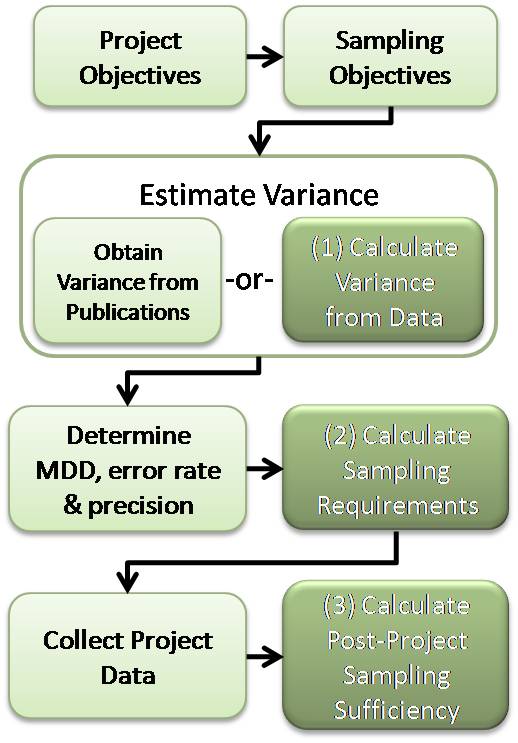 Project
Objectives
Sampling
Objectives
Estimate Variance
Obtain
Variance from
Publications
-or-
(1) Calculate
Variance
from Data
Determine
MDD, error rate
& precision
(2) Calculate
Sampling
Requirements
Collect Project
Data
(3) Calculate
Post-Project
Sampling
Sufficiency